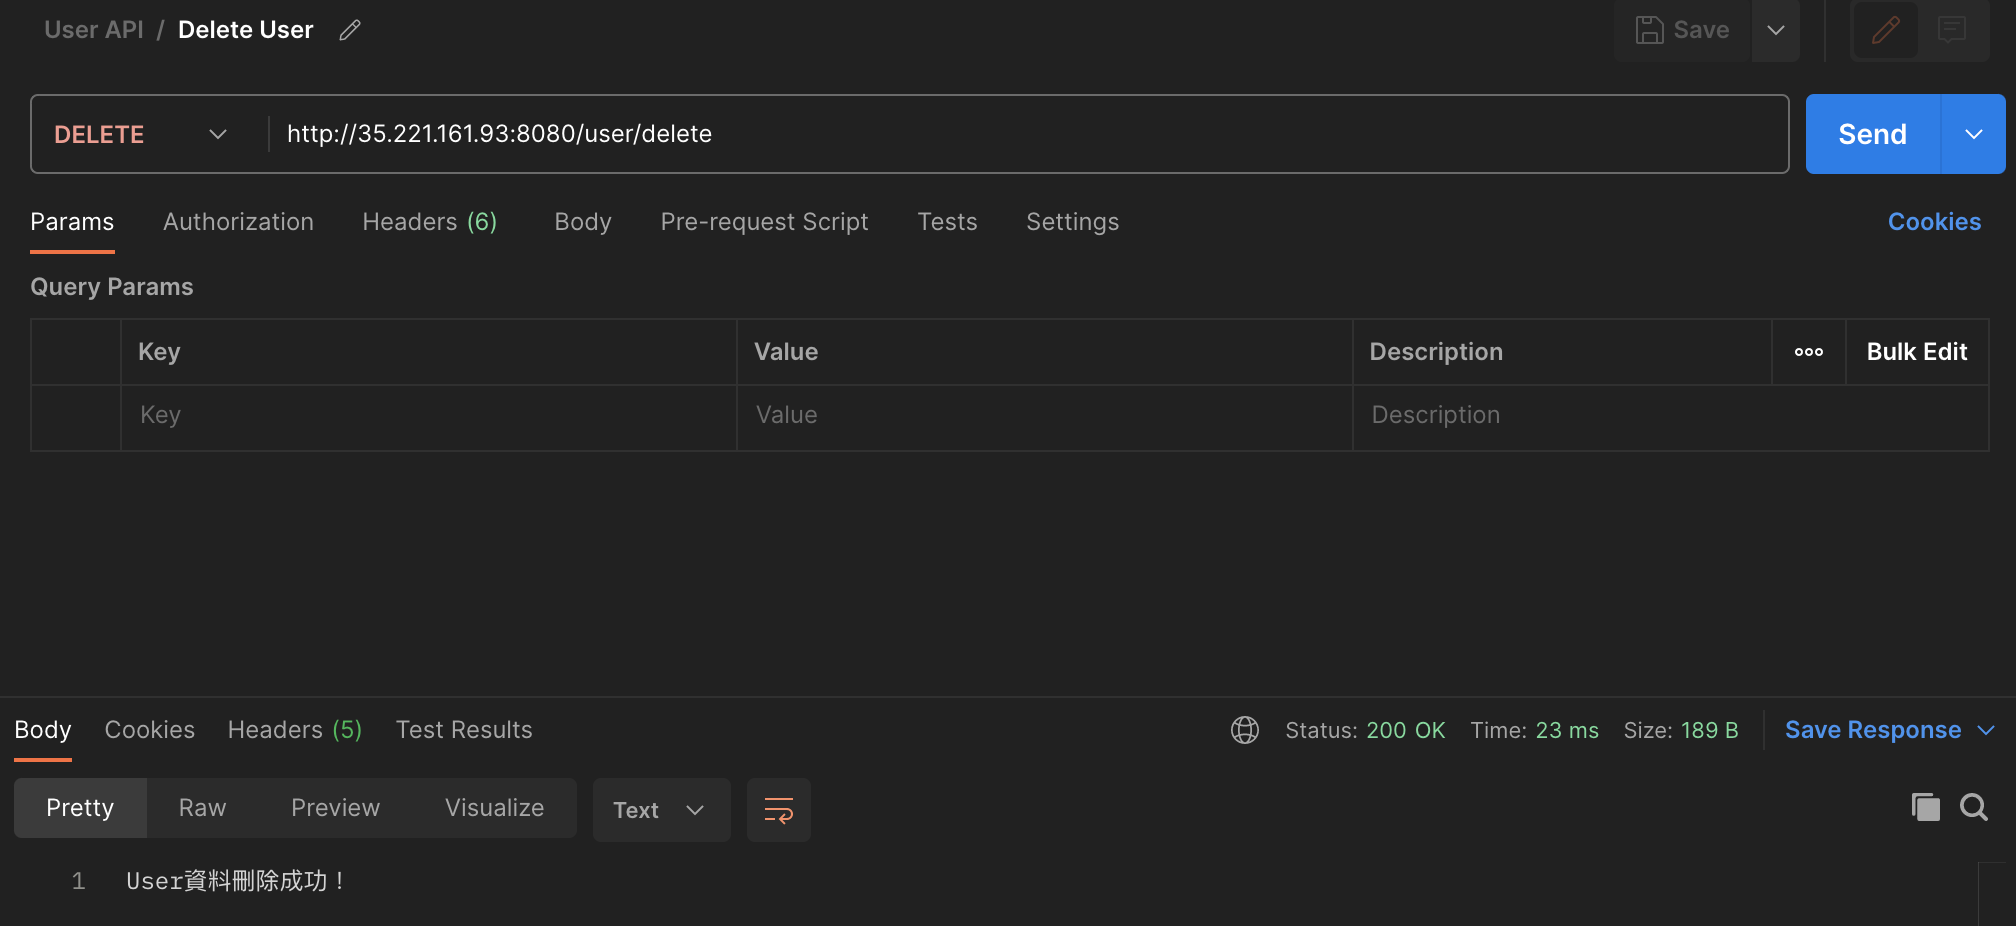 User API / Delete User
Save
DELETE http://35.221.161.93:8080/user/delete
Send
Params Authorization Headers (6) Body Pre-request Script Tests Settings Cookies
Query Params
Key Value Description Bulk Edit
Key Value Description
Body Cookies Headers (5) Test Results Status: 200 OK Time: 23 ms Size: 189 B Save Response
Pretty Raw Preview Visualize Text
1 User資料刪除成功！